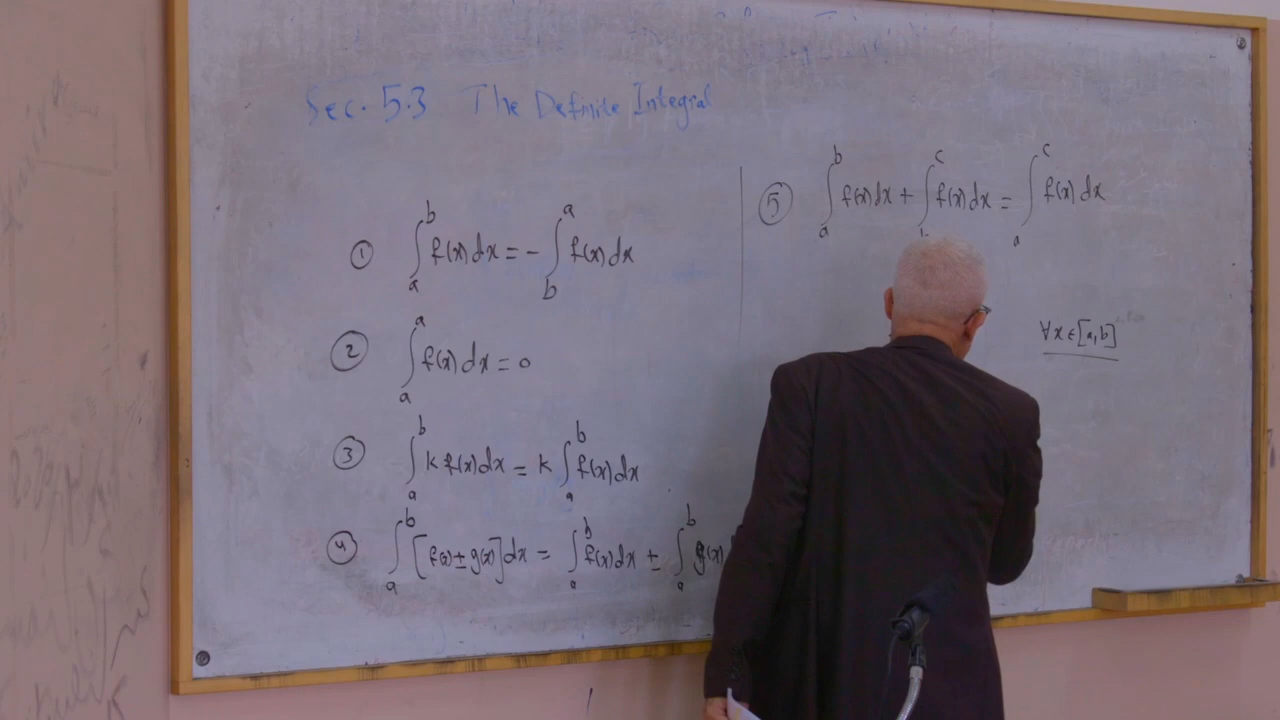 Sec. 5.3 The Definite Integral
① ∫_a^b f(x) dx = - ∫_b^a f(x) dx
② ∫_a^a f(x) dx = 0
③ ∫_a^b k f(x) dx = k ∫_a^b f(x) dx
④ ∫_a^b [f(x) ± g(x)] dx = ∫_a^b f(x) dx ± ∫_a^b g(x)
⑤ ∫_a^b f(x) dx + ∫_b^c f(x) dx = ∫_a^c f(x) dx
∀ x ∈ [a, b]